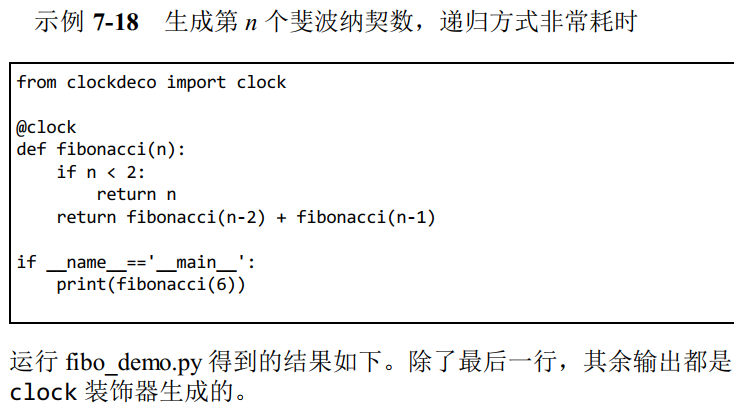 示例 7-18 生成第 n 个斐波纳契数，递归方式非常耗时
from clockdeco import clock
@clock
def fibonacci(n):
    if n < 2:
        return n
    return fibonacci(n-2) + fibonacci(n-1)
if __name__=='__main__':
    print(fibonacci(6))
运行 fibo_demo.py 得到的结果如下。除了最后一行，其余输出都是
clock 装饰器生成的。